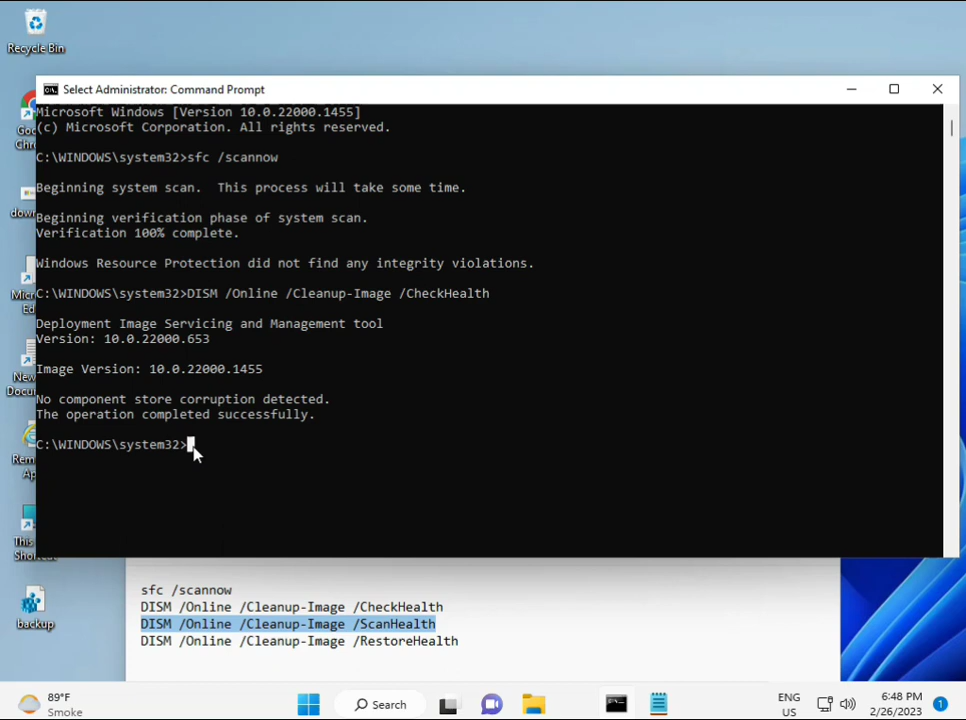 Recycle Bin
Select Administrator: Command Prompt
Microsoft Windows [Version 10.0.22000.1455]
(c) Microsoft Corporation. All rights reserved.
C:\WINDOWS\system32>sfc /scannow
Beginning system scan.  This process will take some time.
Beginning verification phase of system scan.
Verification 100% complete.
Windows Resource Protection did not find any integrity violations.
C:\WINDOWS\system32>DISM /Online /Cleanup-Image /CheckHealth
Deployment Image Servicing and Management tool
Version: 10.0.22000.653
Image Version: 10.0.22000.1455
No component store corruption detected.
The operation completed successfully.
C:\WINDOWS\system32>
backup
sfc /scannow
DISM /Online /Cleanup-Image /CheckHealth
DISM /Online /Cleanup-Image /ScanHealth
DISM /Online /Cleanup-Image /RestoreHealth
89°F
Smoke
Search
ENG
US
6:48 PM
2/26/2023
1